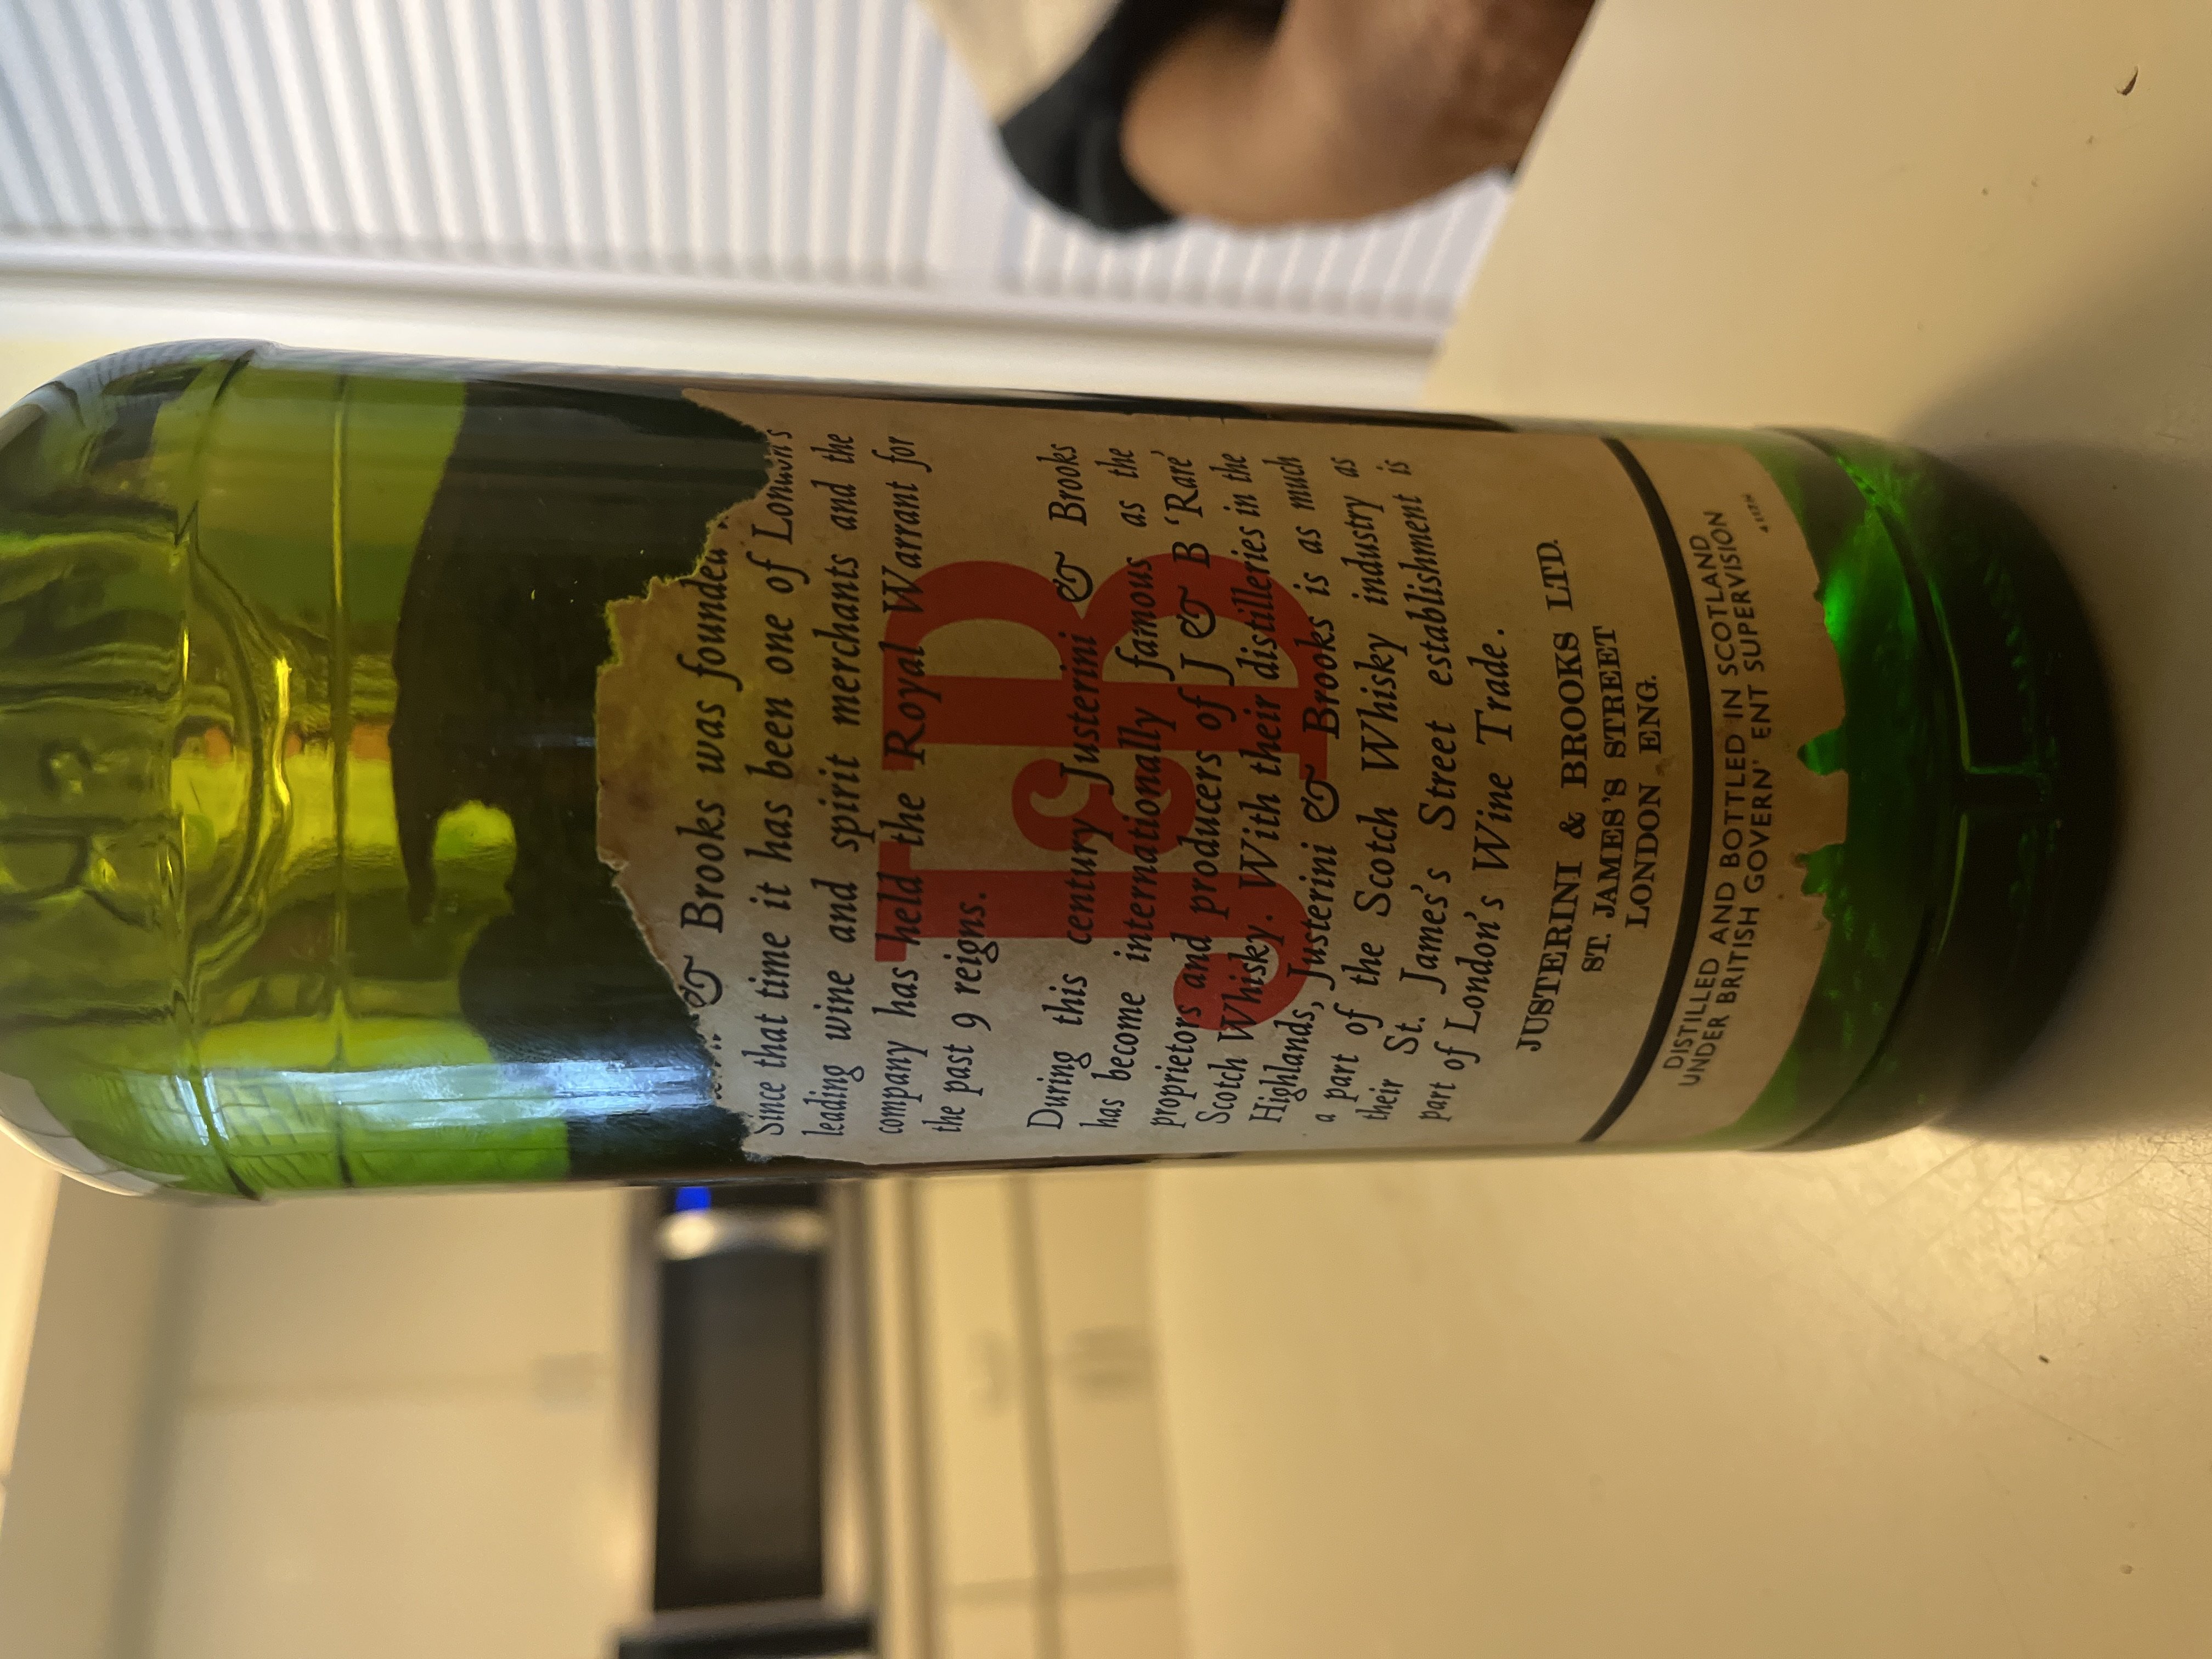 & Brooks was founded
Since that time it has been one of London's
leading wine and spirit merchants and the
company has held the Royal Warrant for
the past 9 reigns.
During this century Justerini & Brooks
has become internationally famous as the
proprietors and producers of J & B 'Rare'
Scotch Whisky. With their distilleries in the
Highlands, Justerini & Brooks is as much
a part of the Scotch Whisky industry as
their St. James's Street establishment is
part of London's Wine Trade.
J&B
JUSTERINI & BROOKS LTD.
ST. JAMES'S STREET
LONDON ENG.
DISTILLED AND BOTTLED IN SCOTLAND
UNDER BRITISH GOVERN' ENT SUPERVISION